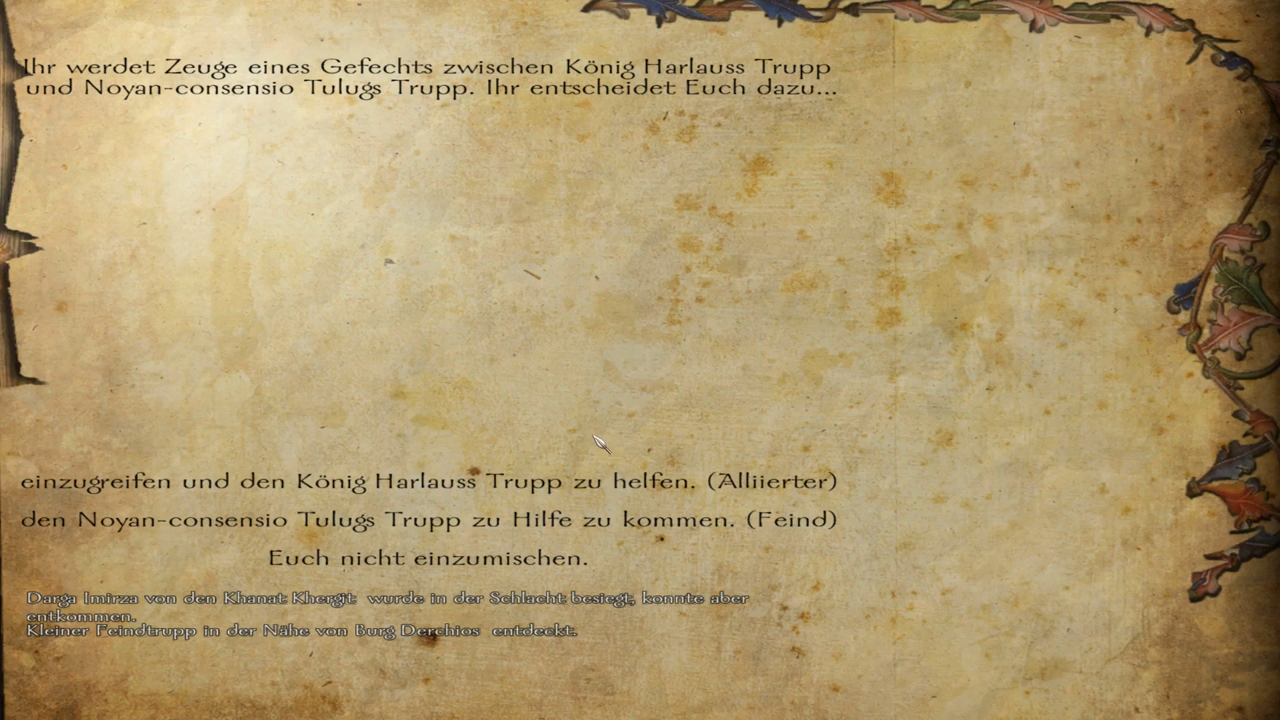 Ihr werdet Zeuge eines Gefechts zwischen König Harlauss Trupp
und Noyan-consensio Tulugs Trupp. Ihr entscheidet Euch dazu...
einzugreifen und den König Harlauss Trupp zu helfen. (Alliierter)
den Noyan-consensio Tulugs Trupp zu Hilfe zu kommen. (Feind)
Euch nicht einzumischen.
Darga Imirza von den Khanat Khergit wurde in der Schlacht besiegt, konnte aber
entkommen.
Kleiner Feindtrupp in der Nähe von Burg Derchios entdeckt.